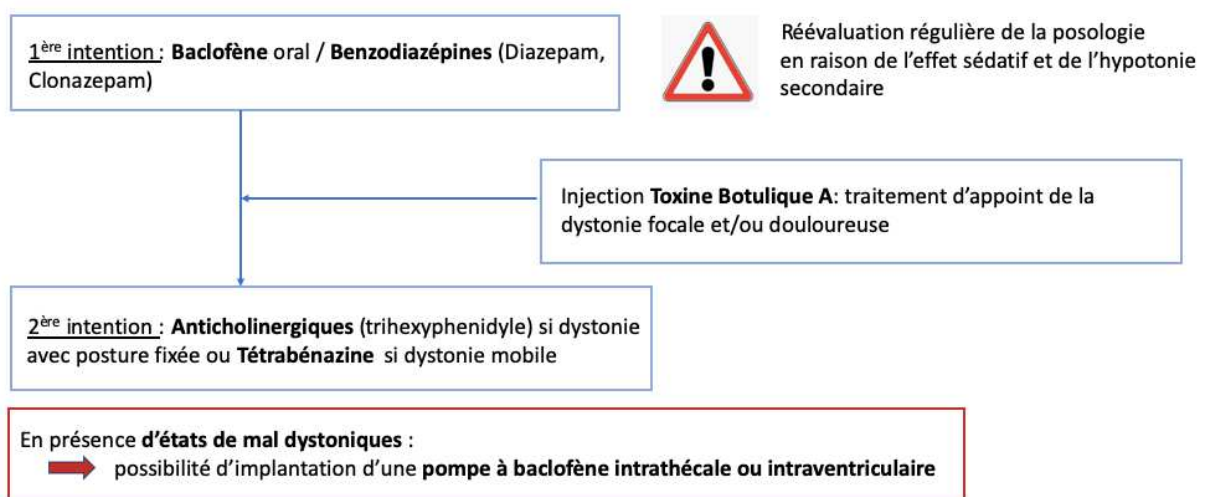 1ère intention : Baclofène oral / Benzodiazépines (Diazepam,
Clonazepam)
Réévaluation régulière de la posologie
en raison de l'effet sédatif et de l'hypotonie
secondaire
Injection Toxine Botulique A: traitement d'appoint de la
dystonie focale et/ou douloureuse
2ère intention : Anticholinergiques (trihexyphenidyle) si dystonie
avec posture fixée ou Tétrabénazine si dystonie mobile
En présence d'états de mal dystoniques :
possibilité d'implantation d'une pompe à baclofène intrathécale ou intraventriculaire